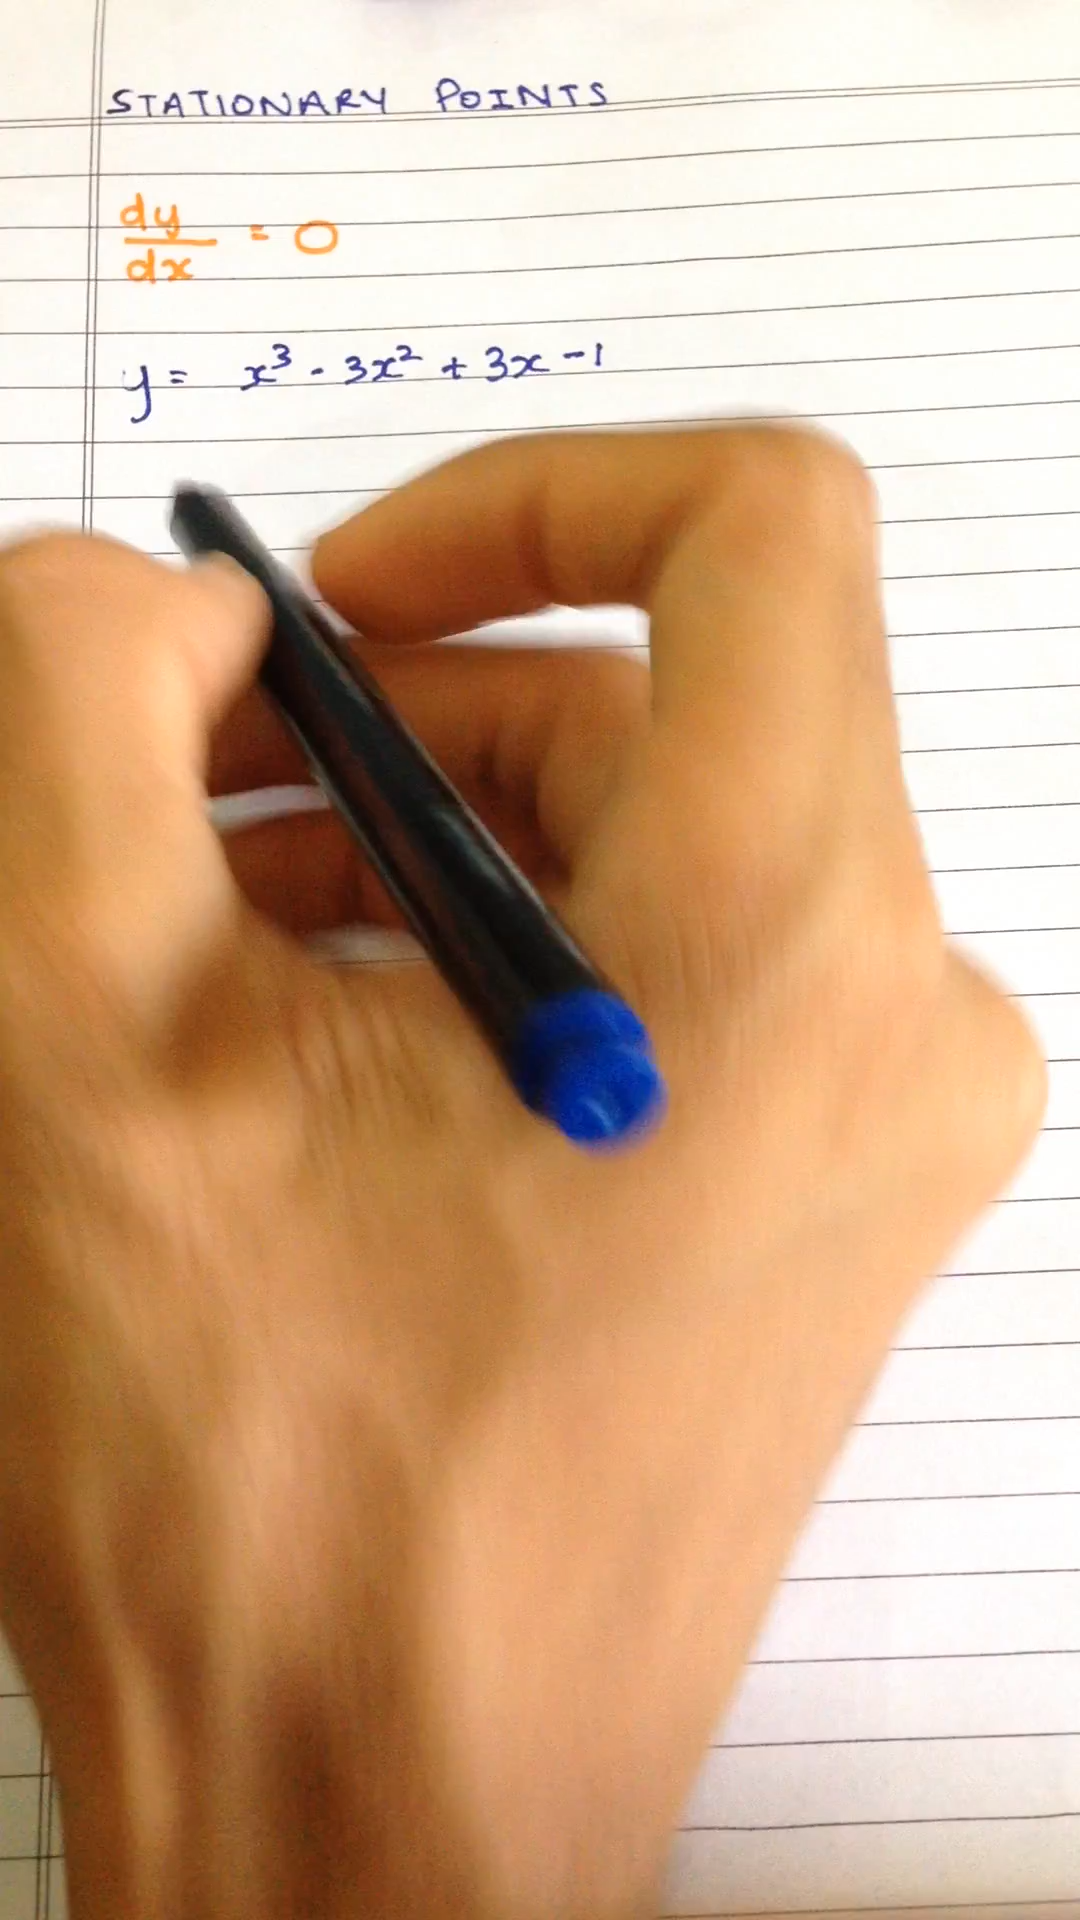 STATIONARY POINTS
dy/dx = 0
y = x³ - 3x² + 3x - 1